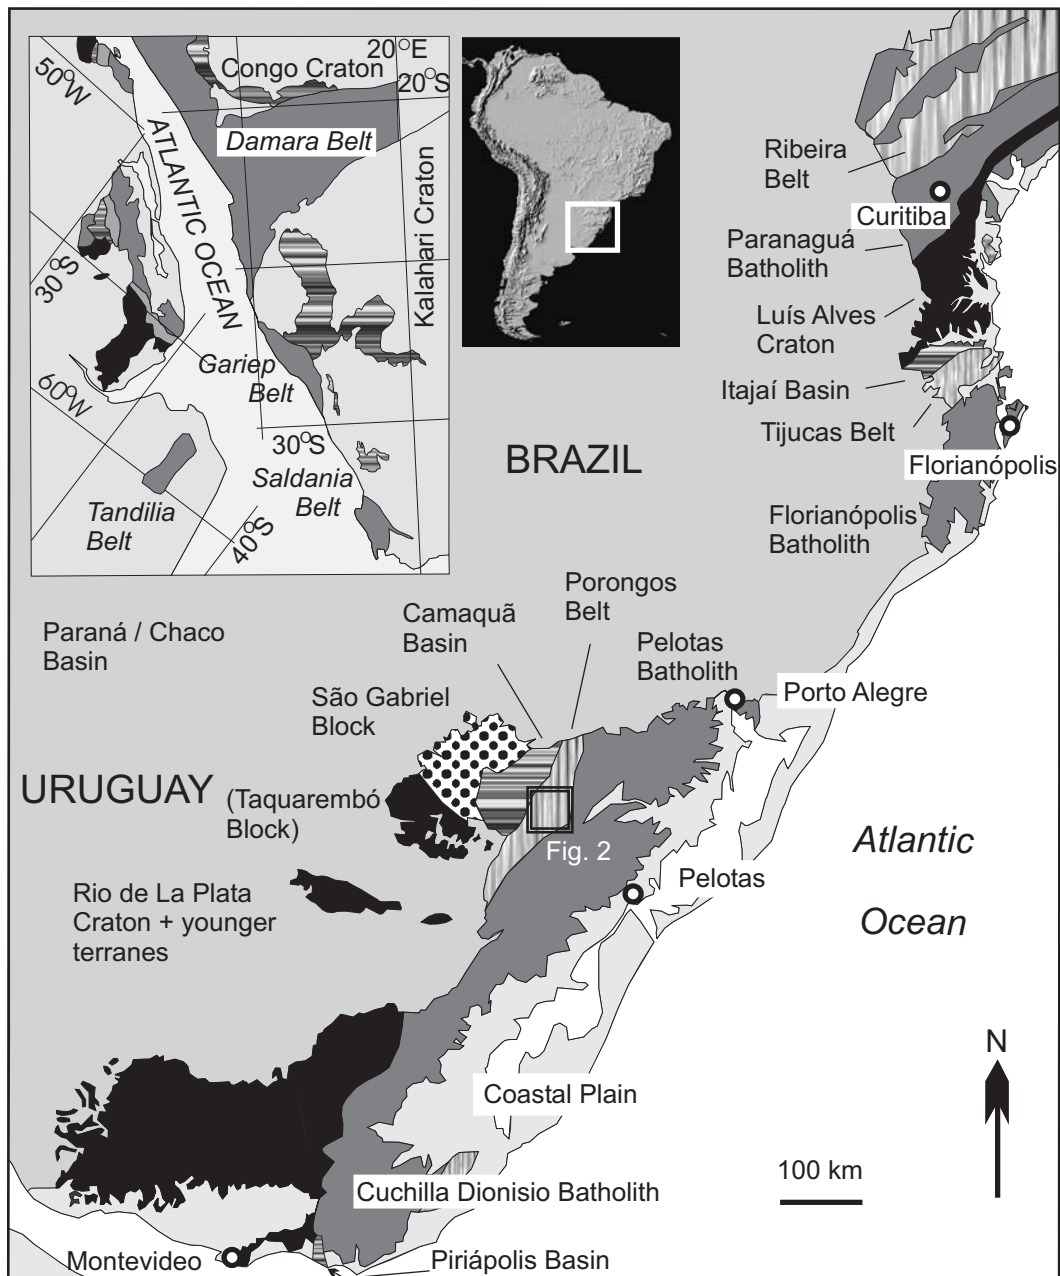 20°E
Congo Craton
20°S
50°W
Damara Belt
ATLANTIC OCEAN
Kalahari Craton
30°S
Gariep
Belt
60°W
30°S
Saldania
Belt
Tandilia
Belt
40°S
Ribeira
Belt
Curitiba
Paranaguá
Batholith
Luís Alves
Craton
Itajaí Basin
Tijucas Belt
BRAZIL
Florianópolis
Florianópolis
Batholith
Porongos
Belt
Camaquã
Basin
Paraná / Chaco
Basin
Pelotas
Batholith
São Gabriel
Block
Porto Alegre
URUGUAY
(Taquarembó
Block)
Fig. 2
Atlantic
Ocean
Pelotas
Rio de La Plata
Craton + younger
terranes
N
Coastal Plain
100 km
Cuchilla Dionisio Batholith
Montevideo
Piriápolis Basin